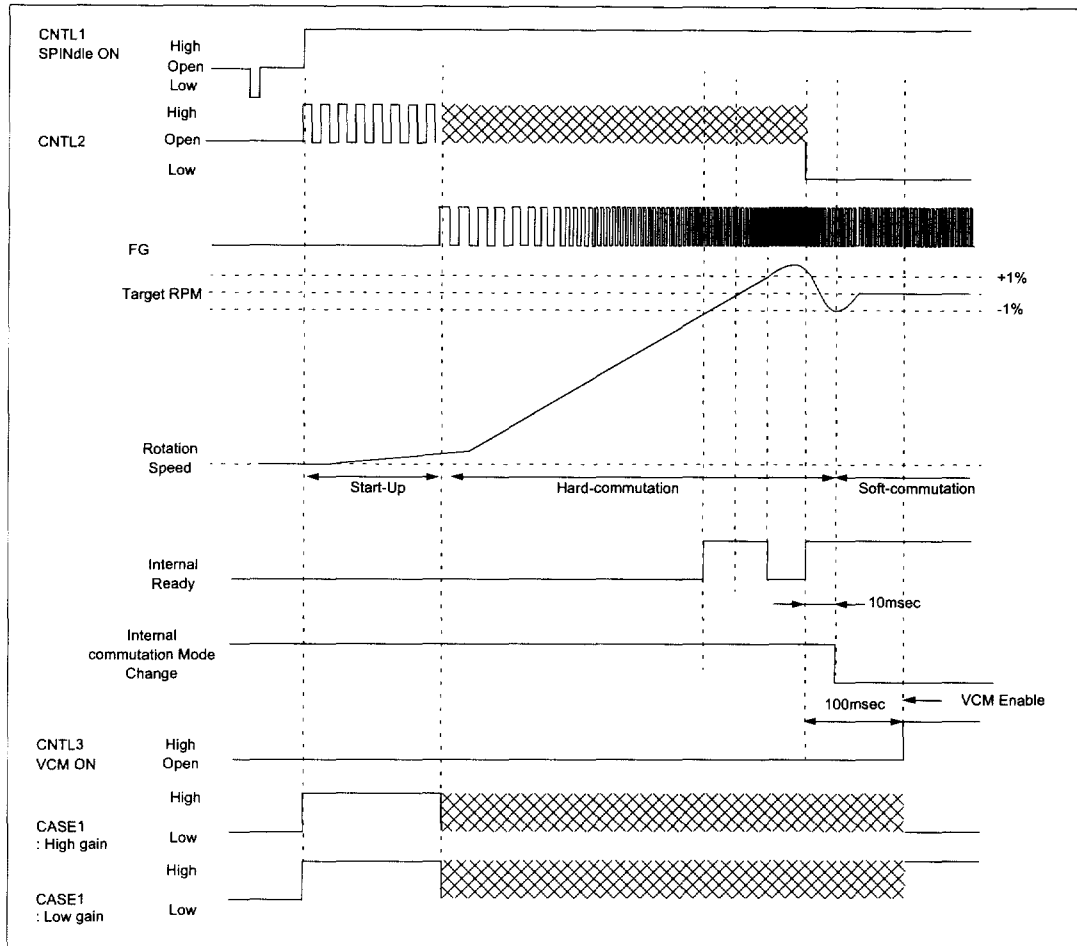 CNTL1
SPINdle ON
High
Open
Low
High
CNTL2
Open
Low
FG
+1%
Target RPM
-1%
Rotation
Speed
Start-Up
Hard-commutation
Soft-commutation
Internal
Ready
10msec
Internal
commutation Mode
Change
100msec
VCM Enable
CNTL3
VCM ON
High
Open
High
CASE1
: High gain
Low
High
CASE1
: Low gain
Low